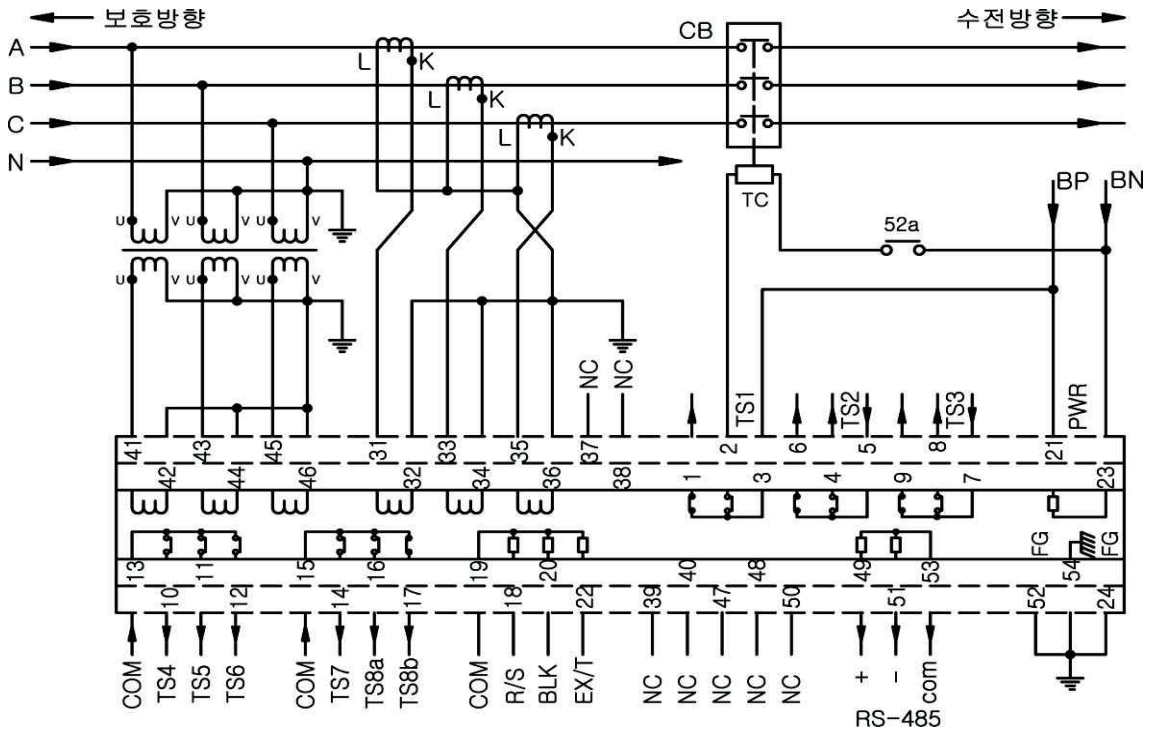 보호방향
수전방향
A
B
C
N
L K
L K
L K
CB
TC
52a
BP
BN
U V U V U V
U V U V U V
NC
NC
TS1
TS2
TS3
PWR
41 43 45 31 33 35 37 2 6 5 8 21
42 44 46 32 34 36 38 1 3 4 9 7 23
13 11 15 16 19 20 40 48 49 53 FG 54 FG
10 12 14 17 18 22 39 47 50 51 52 24
COM
TS4
TS5
TS6
COM
TS7
TS8a
TS8b
COM
R/S
BLK
EX/T
NC
NC
NC
NC
NC
+
-
com
RS-485